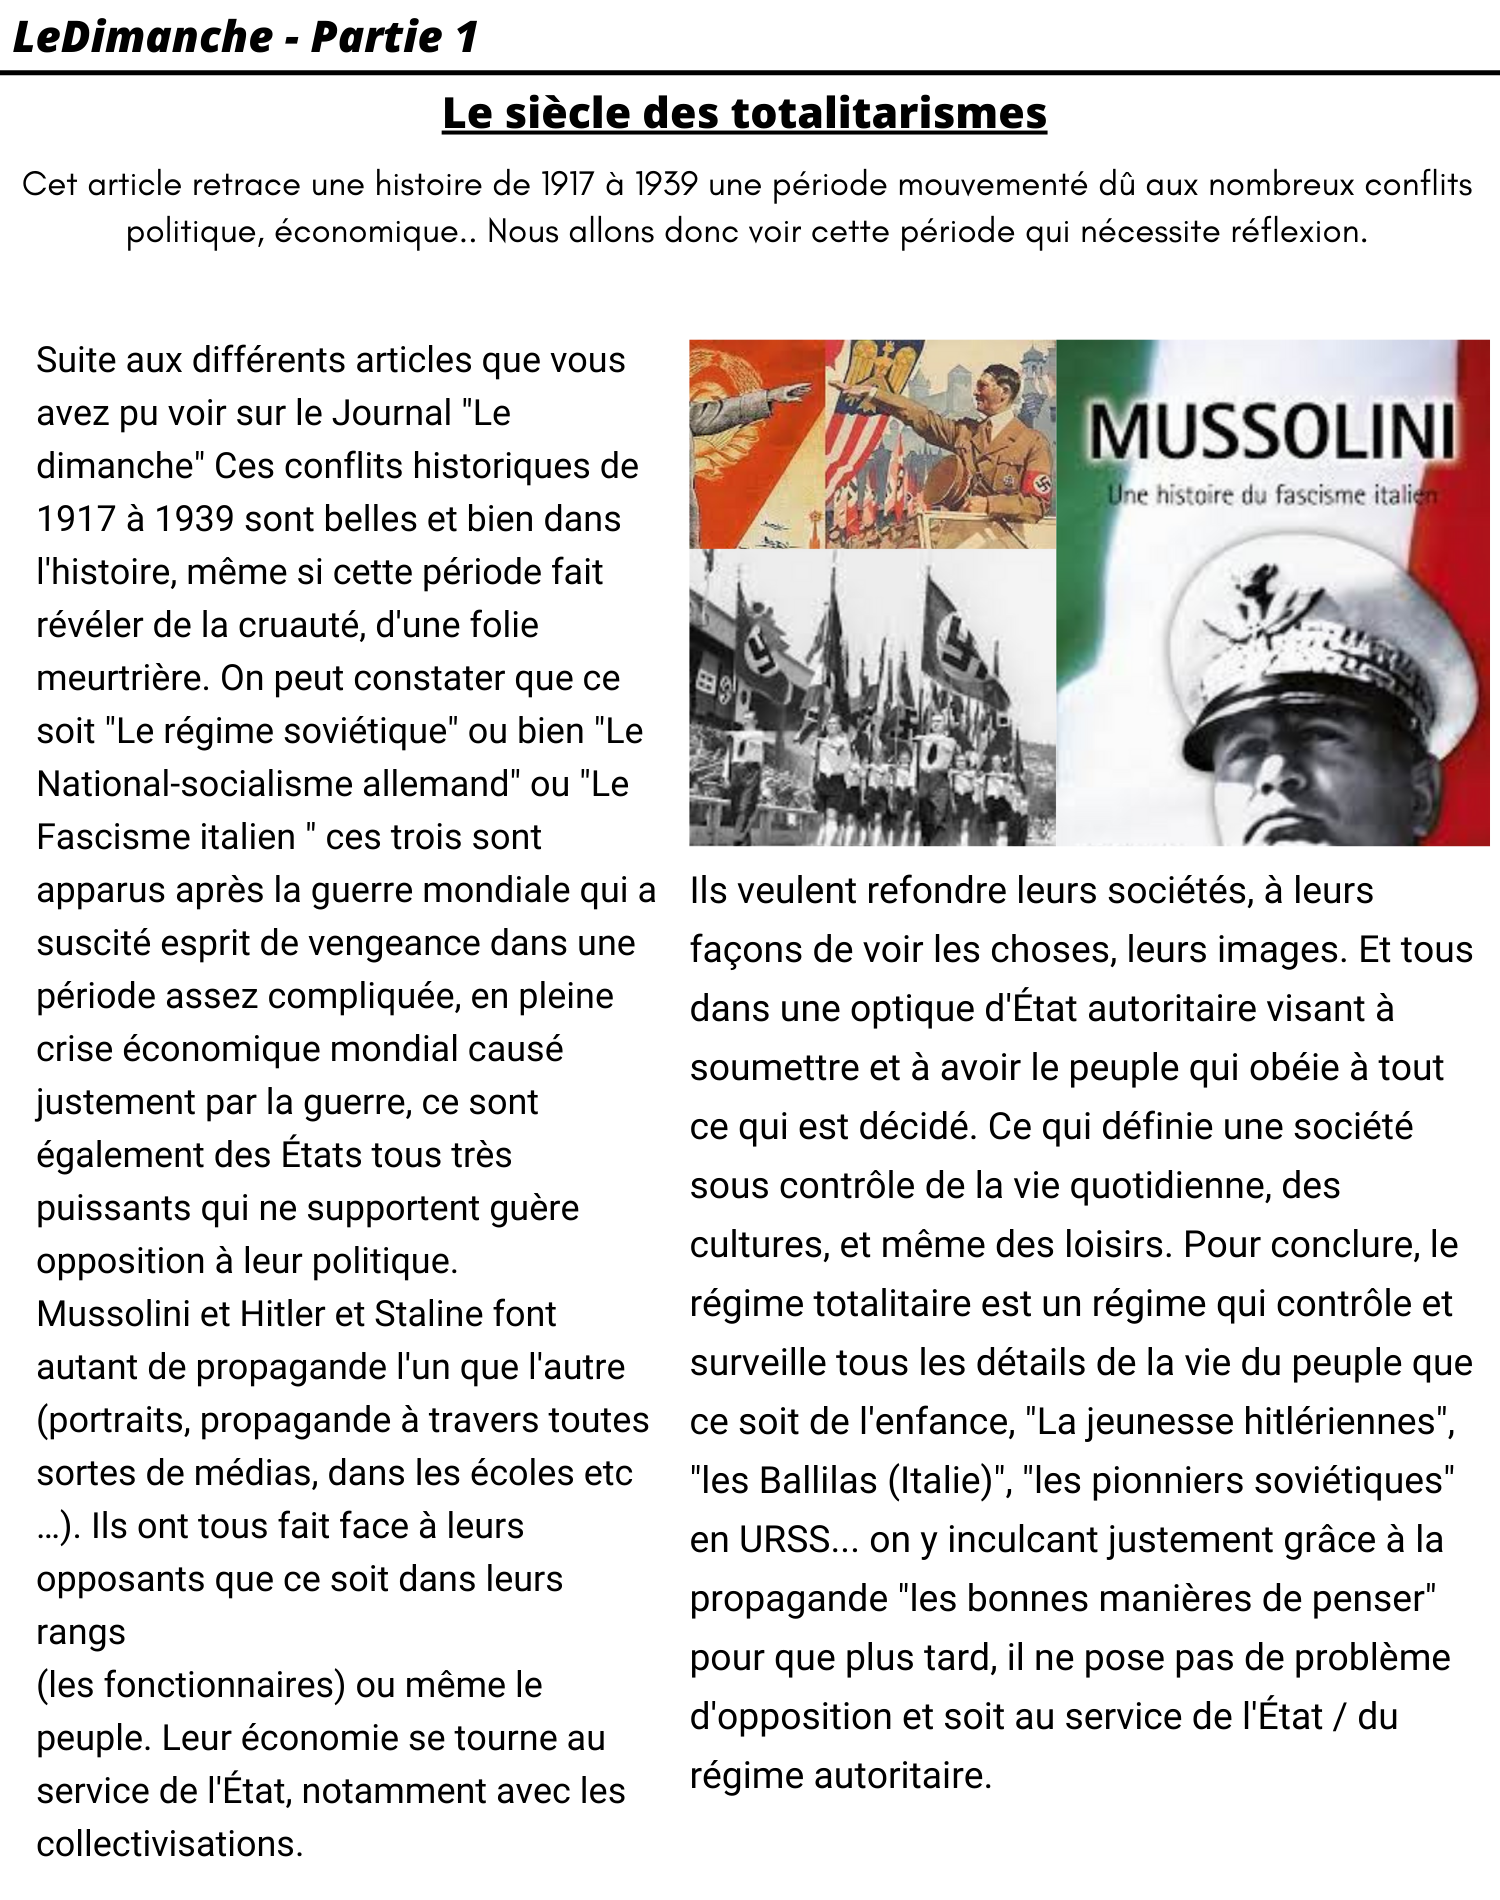 LeDimanche - Partie 1
Le siècle des totalitarismes
Cet article retrace une histoire de 1917 à 1939 une période mouvementé dû aux nombreux conflits
politique, économique.. Nous allons donc voir cette période qui nécessite réflexion.
Suite aux différents articles que vous
avez pu voir sur le Journal "Le
dimanche" Ces conflits historiques de
1917 à 1939 sont belles et bien dans
l'histoire, même si cette période fait
révéler de la cruauté, d'une folie
meurtrière. On peut constater que ce
soit "Le régime soviétique" ou bien "Le
National-socialisme allemand" ou "Le
Fascisme italien " ces trois sont
apparus après la guerre mondiale qui a
suscité esprit de vengeance dans une
période assez compliquée, en pleine
crise économique mondial causé
justement par la guerre, ce sont
également des États tous très
puissants qui ne supportent guère
opposition à leur politique.
Mussolini et Hitler et Staline font
autant de propagande l'un que l'autre
(portraits, propagande à travers toutes
sortes de médias, dans les écoles etc
...). Ils ont tous fait face à leurs
opposants que ce soit dans leurs
rangs
(les fonctionnaires) ou même le
peuple. Leur économie se tourne au
service de l'État, notamment avec les
collectivisations.
MUSSOLINI
Une histoire du fascisme italien
Ils veulent refondre leurs sociétés, à leurs
façons de voir les choses, leurs images. Et tous
dans une optique d'État autoritaire visant à
soumettre et à avoir le peuple qui obéie à tout
ce qui est décidé. Ce qui définie une société
sous contrôle de la vie quotidienne, des
cultures, et même des loisirs. Pour conclure, le
régime totalitaire est un régime qui contrôle et
surveille tous les détails de la vie du peuple que
ce soit de l'enfance, "La jeunesse hitlériennes",
"les Ballilas (Italie)", "les pionniers soviétiques"
en URSS... on y inculcant justement grâce à la
propagande "les bonnes manières de penser"
pour que plus tard, il ne pose pas de problème
d'opposition et soit au service de l'État / du
régime autoritaire.